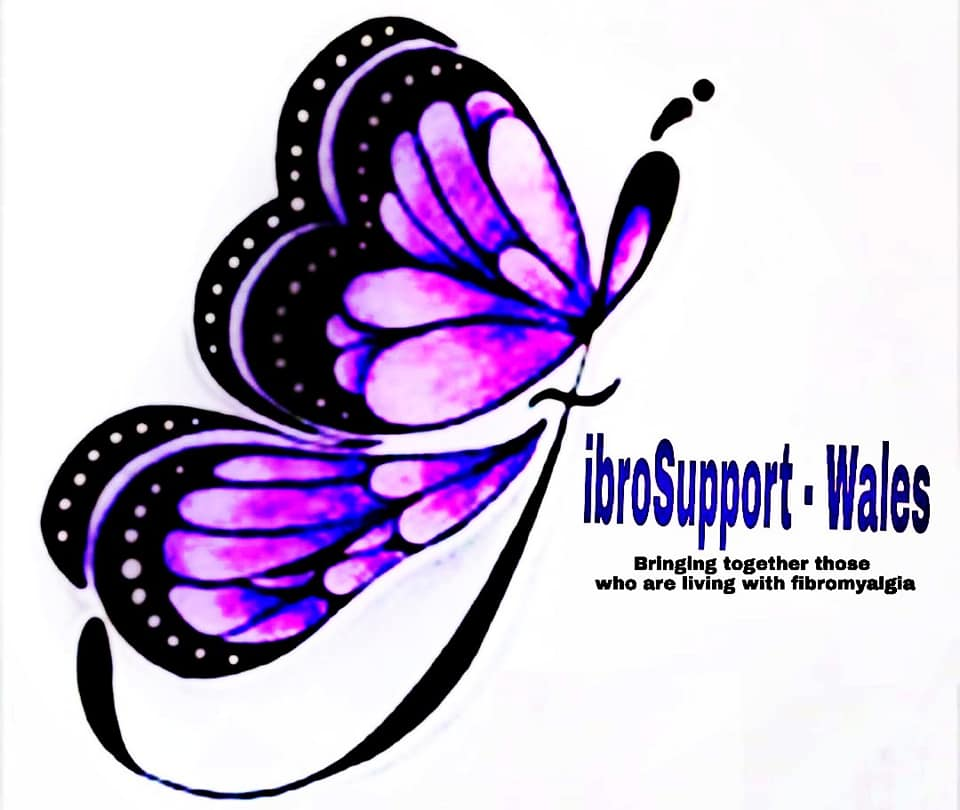 ibroSupport - Wales
Bringing together those
who are living with fibromyalgia